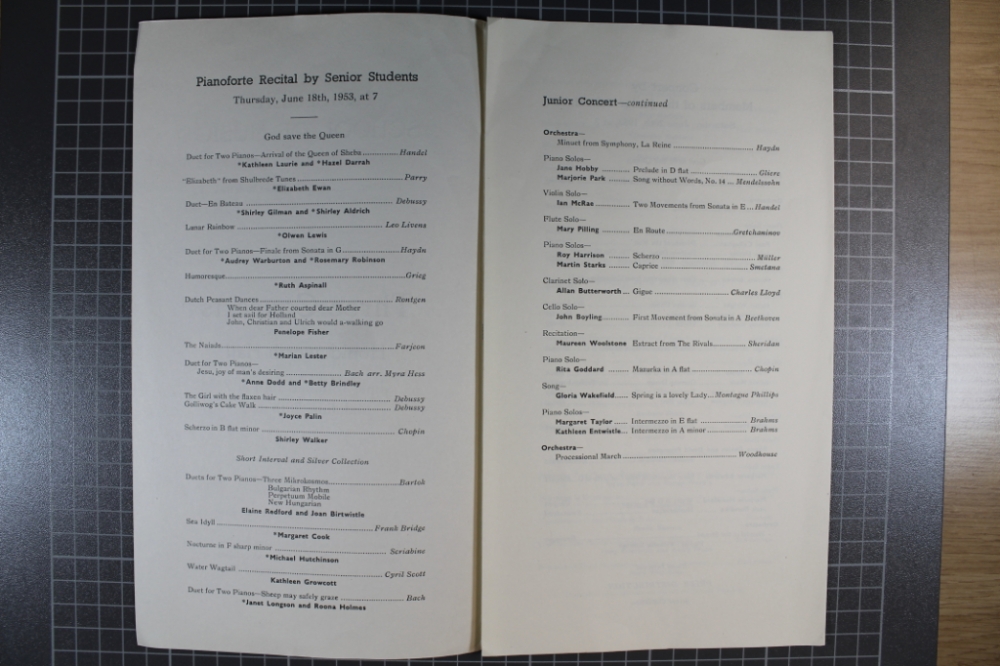 Pianoforte Recital by Senior Students
Thursday, June 18th, 1953, at 7
God save the Queen
Duet for Two Pianos—Arrival of the Queen of Sheba ............ Handel
*Kathleen Laurie and *Hazel Darrah
"Elizabeth" from Shulbrede Tunes ............ Parry
*Elizabeth Ewan
Duet—En Bateau ............ Debussy
*Shirley Gilman and *Shirley Aldrich
Lunar Rainbow ............ Leo Livens
*Olwen Lewis
Duet for Two Pianos—Finale from Sonata in G ............ Haydn
*Audrey Warburton and *Rosemary Robinson
Humoresque ............ Grieg
*Ruth Aspinall
Dutch Peasant Dances ............ Rontgen
When dear Father courted dear Mother
I set sail for Holland
John, Christian and Ulrich would a-walking go
Penelope Fisher
The Naiads ............ Farjeon
*Marian Lester
Duet for Two Pianos—
Jesu, joy of man's desiring ............ Bach arr. Myra Hess
*Anne Dodd and *Betty Brindley
The Girl with the flaxen hair ............ Debussy
Golliwog's Cake Walk ............ Debussy
*Joyce Palin
Scherzo in B flat minor ............ Chopin
Shirley Walker
Short Interval and Silver Collection
Duets for Two Pianos—Three Mikrokosmos ............ Bartok
Bulgarian Rhythm
Perpetuum Mobile
New Hungarian
Elaine Redford and Jean Birtwistle
Sea Idyll ............ Frank Bridge
*Margaret Cook
Nocturne in F sharp minor ............ Scriabine
*Michael Hutchinson
Water Wagtail ............ Cyril Scott
Kathleen Growcott
Duet for Two Pianos—Sheep may safely graze ............ Bach
*Janet Longson and Roona Holmes
Junior Concert—continued
Orchestra—
Minuet from Symphony, La Reine ............ Haydn
Piano Solos—
Jane Hobby ............ Prelude in D flat ............ Gliere
Marjorie Park ............ Song without Words, No. 14 ... Mendelssohn
Violin Solo—
Ian McRae ............ Two Movements from Sonata in E ... Handel
Flute Solo—
Mary Pilling ............ En Route ............ Gretchaninov
Piano Solos—
Roy Harrison ......... Scherzo ............ Müller
Martin Starks ......... Caprice ............ Smetana
Clarinet Solo—
Allan Butterworth ... Gigue ............ Charles Lloyd
Cello Solo—
John Boyling ............ First Movement from Sonata in A Beethoven
Recitation—
Maureen Woolstone Extract from The Rivals ............ Sheridan
Piano Solo—
Rita Goddard ......... Mazurka in A flat ............ Chopin
Song—
Gloria Wakefield ...... Spring is a lovely Lady ... Montague Phillips
Piano Solos—
Margaret Taylor ...... Intermezzo in E flat ............ Brahms
Kathleen Entwistle ... Intermezzo in A minor ............ Brahms
Orchestra—
Processional March ............ Woodhouse